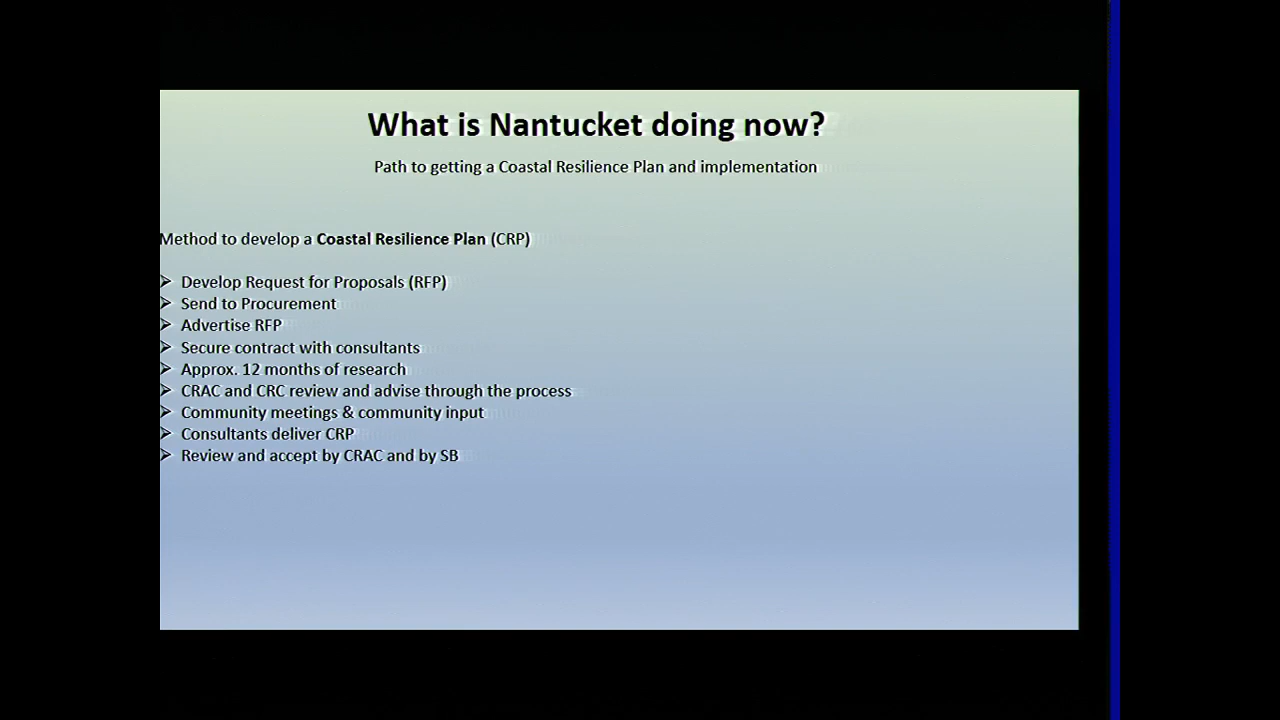 What is Nantucket doing now?
Path to getting a Coastal Resilience Plan and implementation
Method to develop a Coastal Resilience Plan (CRP)
➢ Develop Request for Proposals (RFP)
➢ Send to Procurement
➢ Advertise RFP
➢ Secure contract with consultants
➢ Approx. 12 months of research
➢ CRAC and CRC review and advise through the process
➢ Community meetings & community input
➢ Consultants deliver CRP
➢ Review and accept by CRAC and by SB